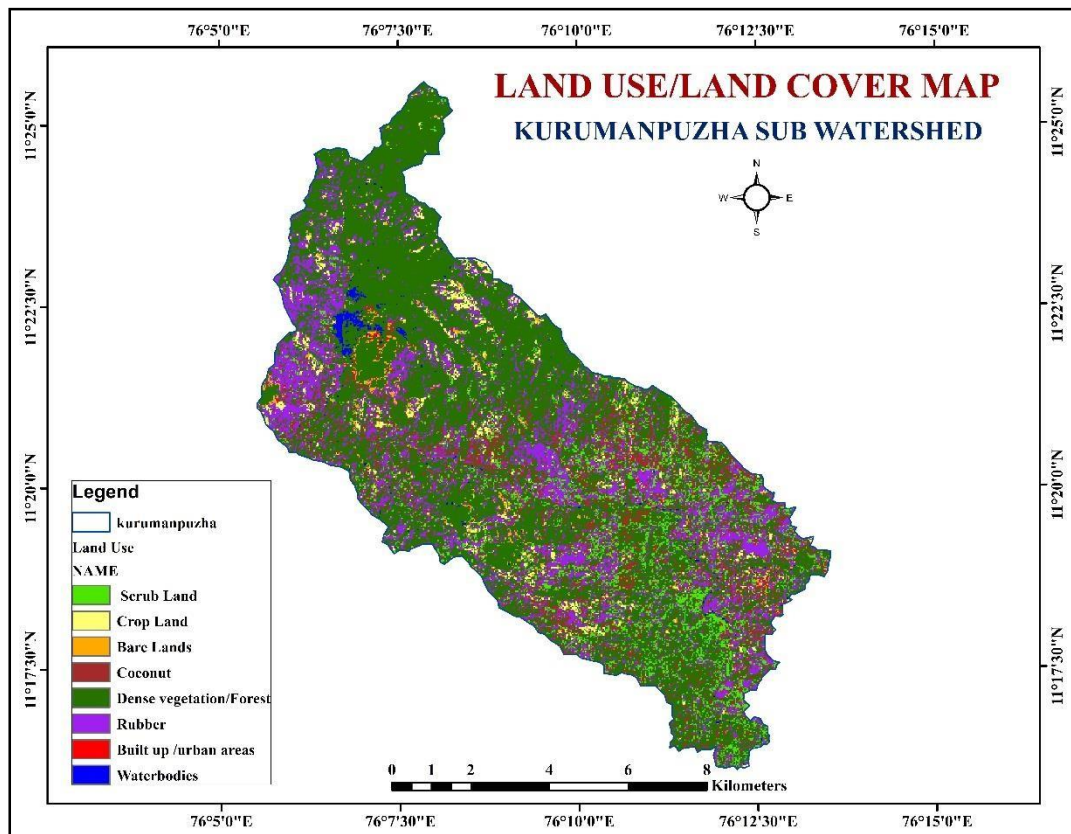 76°5'0"E 76°7'30"E 76°10'0"E 76°12'30"E 76°15'0"E
LAND USE/LAND COVER MAP
KURUMANPUZHA SUB WATERSHED
N
W E
S
11°25'0"N 11°25'0"N
11°22'30"N 11°22'30"N
11°20'0"N 11°20'0"N
11°17'30"N 11°17'30"N
Legend
kurumanpuzha
Land Use
NAME
Scrub Land
Crop Land
Bare Lands
Coconut
Dense vegetation/Forest
Rubber
Built up /urban areas
Waterbodies
0 1 2 4 6 8
Kilometers
76°5'0"E 76°7'30"E 76°10'0"E 76°12'30"E 76°15'0"E